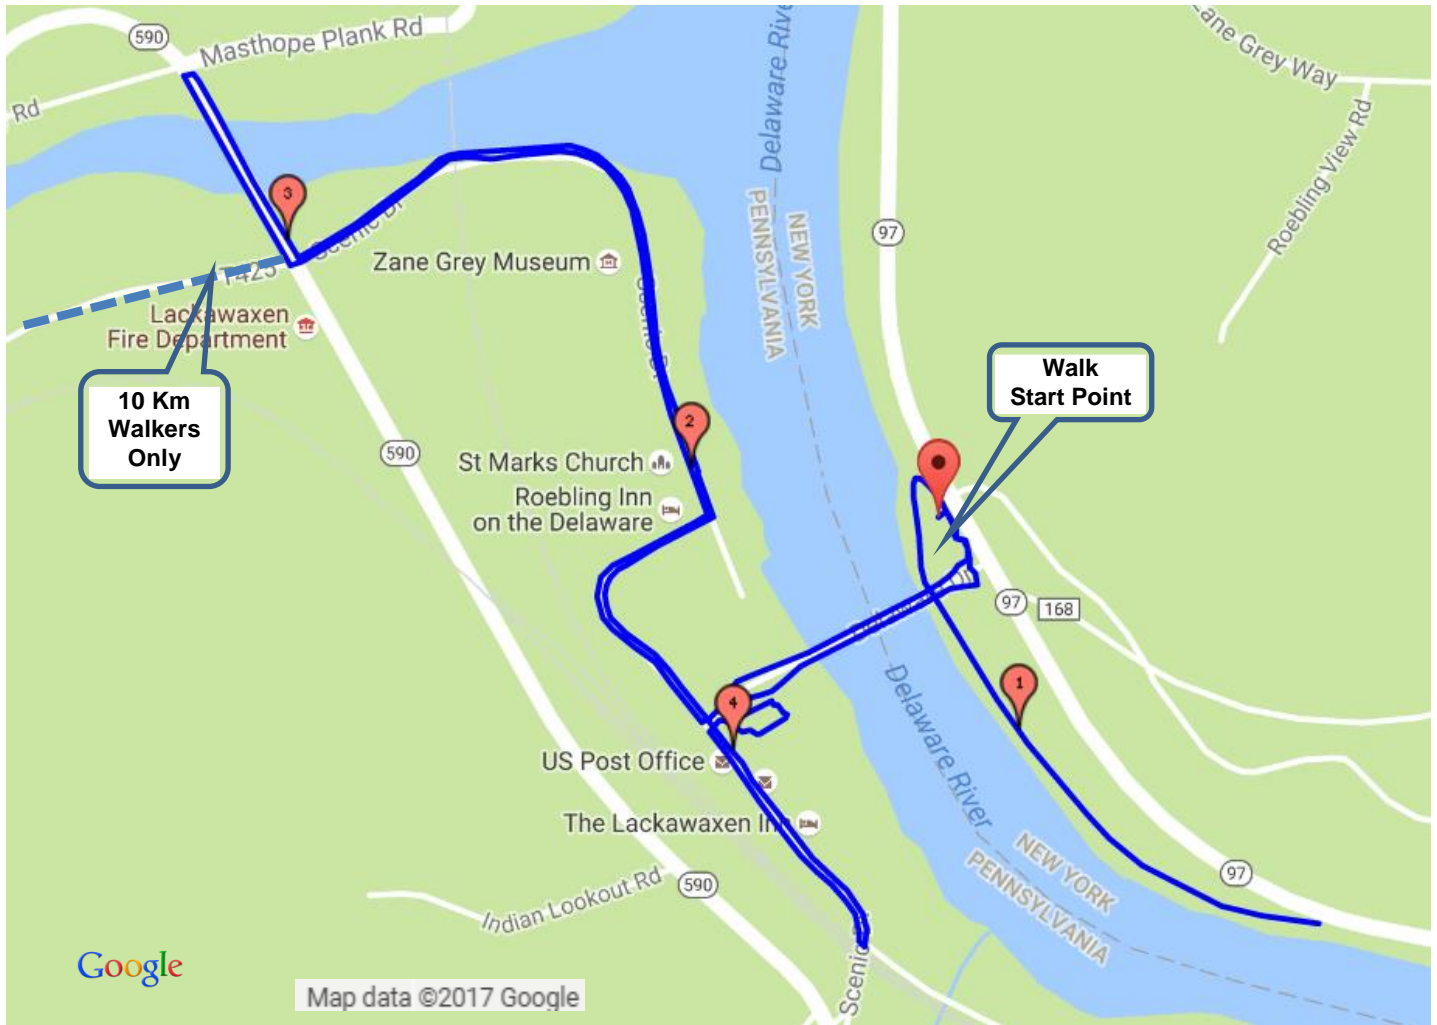 590
Masthope Plank Rd
Rd
Delaware River
Zane Grey Way
Roebling View Rd
3
Scenic Dr
T425
PENNSYLVANIA
NEW YORK
97
Zane Grey Museum
Lackawaxen
Fire Department
Scenic Dr
Walk
Start Point
10 Km
Walkers
Only
2
590
St Marks Church
Roebling Inn
on the Delaware
97
168
Delaware River
1
4
US Post Office
The Lackawaxen Inn
NEW YORK
PENNSYLVANIA
97
Indian Lookout Rd
590
Scenic
Google
Map data ©2017 Google